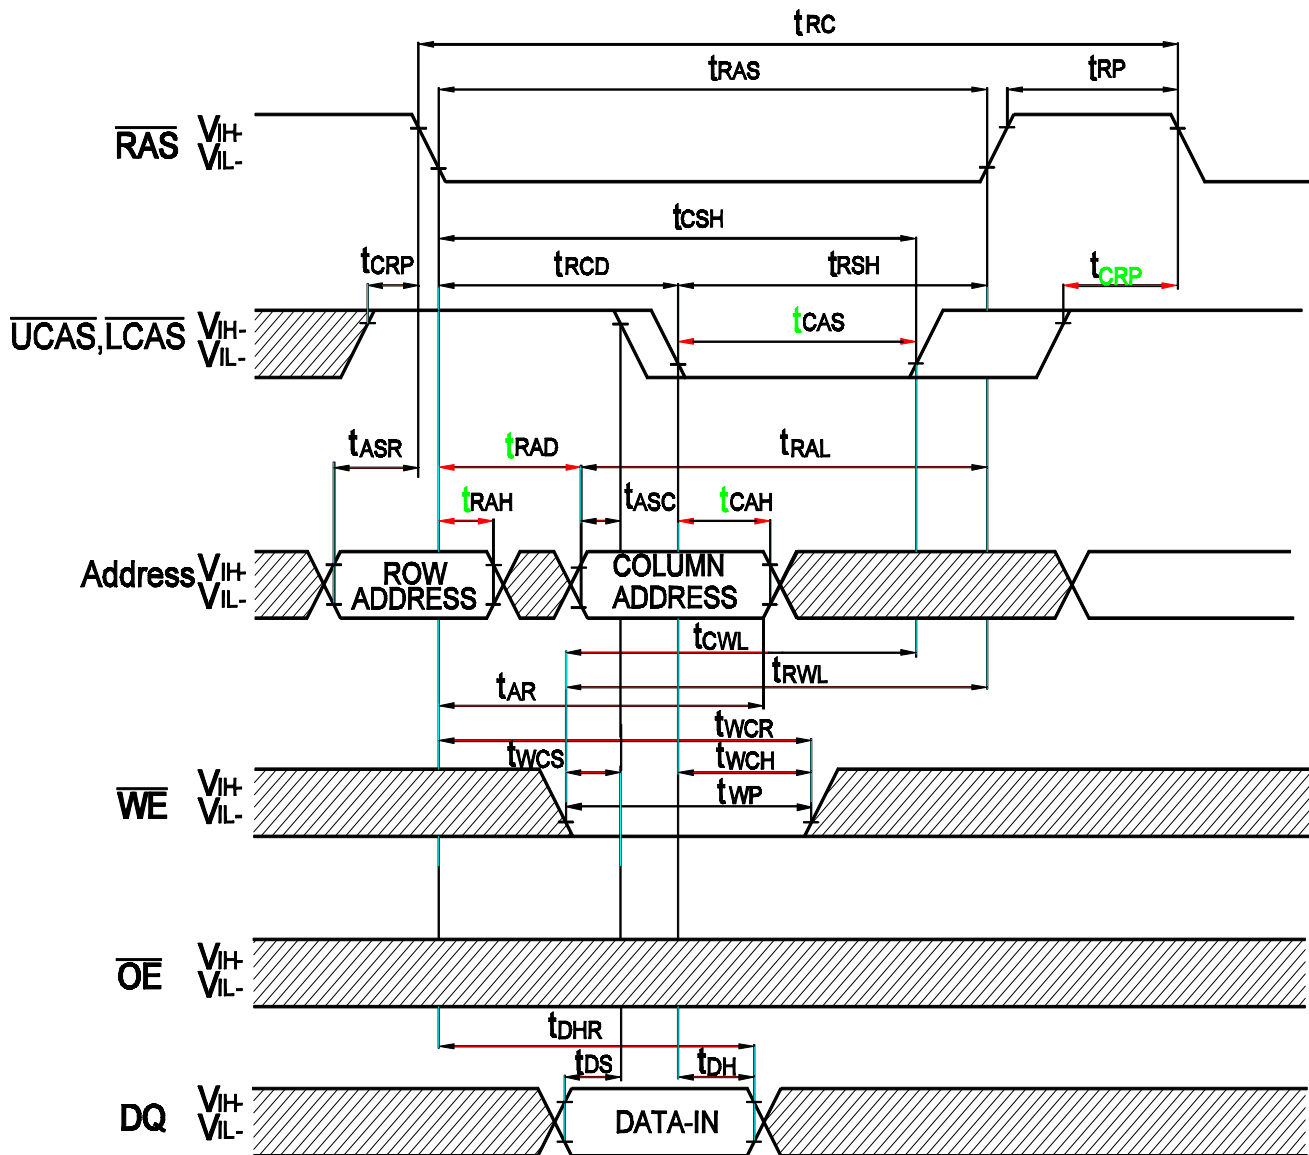 tRC
tRAS
tRP
RAS
VIH-
VIL-
tCSH
tCRP
tRCD
tRSH
tCRP
UCAS,LCAS
VIH-
VIL-
tCAS
tASR
tRAD
tRAL
tRAH
tASC
tCAH
Address
VIH-
VIL-
ROW
ADDRESS
COLUMN
ADDRESS
tCWL
tRWL
tAR
tWCR
tWCS
tWCH
tWP
WE
VIH-
VIL-
OE
VIH-
VIL-
tDHR
tDS
tDH
DQ
VIH-
VIL-
DATA-IN